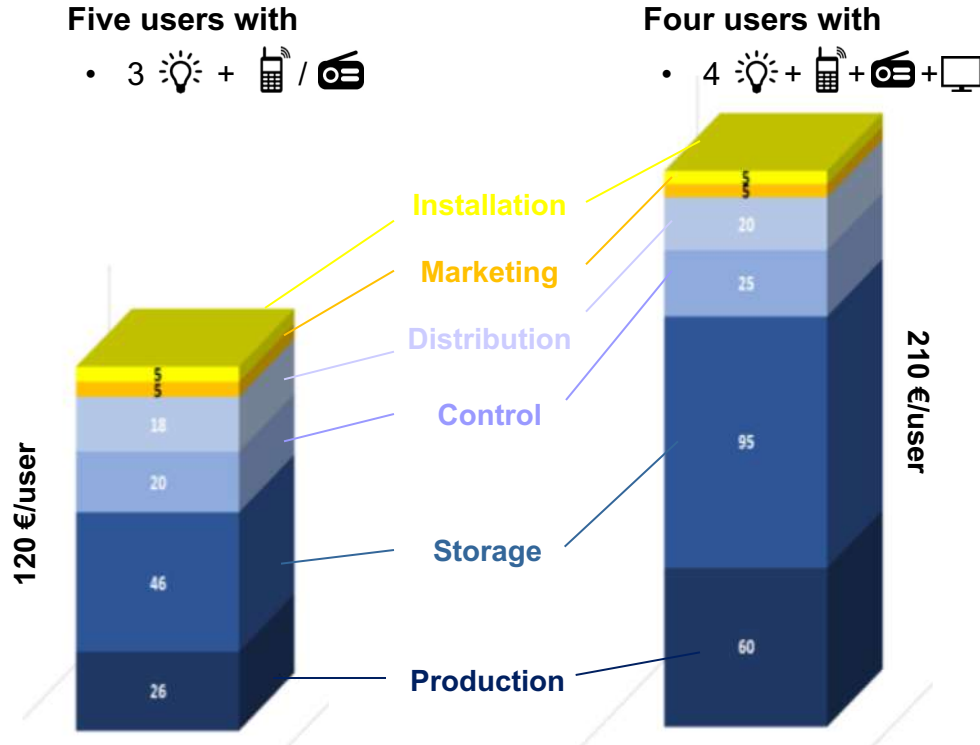 Five users with
• 3 + /
Four users with
• 4 + + +
Installation
Marketing
Distribution
Control
Storage
Production
120 €/user
5
5
18
20
46
26
5
5
20
25
95
60
210 €/user